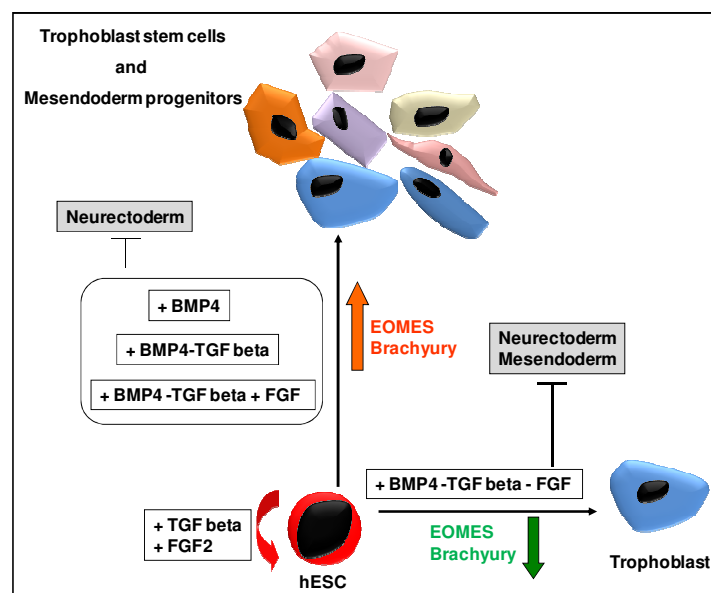 Trophoblast stem cells
and
Mesendoderm progenitors
Neurectoderm
+ BMP4
+ BMP4-TGF beta
+ BMP4 -TGF beta + FGF
EOMES
Brachyury
Neurectoderm
Mesendoderm
+ BMP4 -TGF beta - FGF
+ TGF beta
+ FGF2
hESC
EOMES
Brachyury
Trophoblast